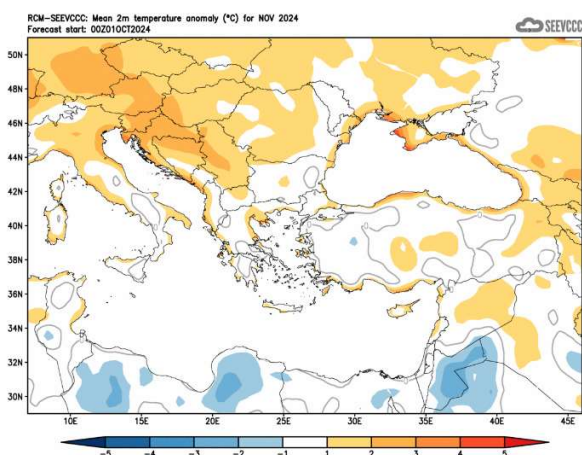 RCM-SEEVCCC: Mean 2m temperature anomaly (°C) for NOV 2024
Forecast start: 00Z01OCT2024
SEEVCCC
50N
48N
46N
44N
42N
40N
38N
36N
34N
32N
30N
10E 15E 20E 25E 30E 35E 40E 45E
-5 -4 -3 -2 -1 1 2 3 4 5